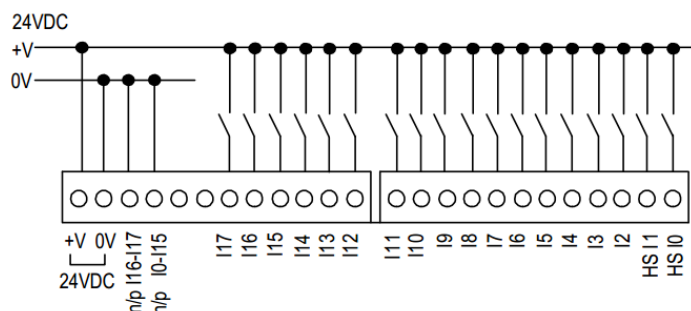 24VDC
+V
0V
+V 0V n/p I16-I17 n/p I0-I15 I17 I16 I15 I14 I13 I12 I11 I10 I9 I8 I7 I6 I5 I4 I3 I2 HS I1 HS I0
24VDC